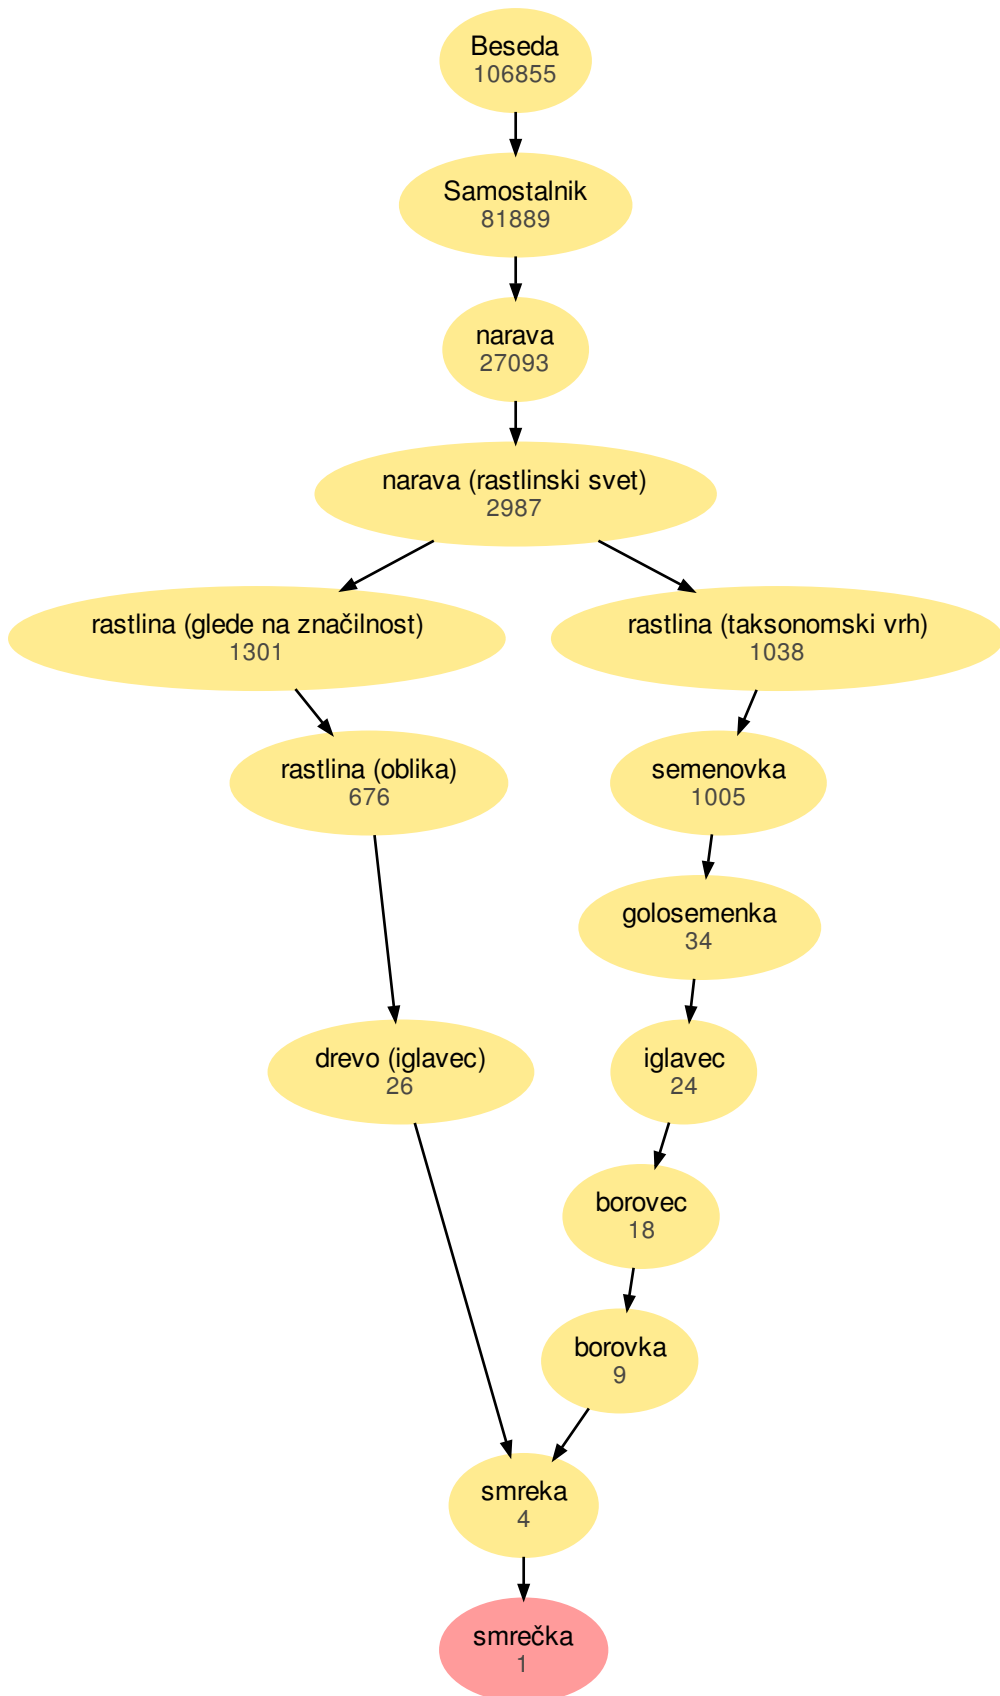 Beseda
106855
Samostalnik
81889
narava
27093
narava (rastlinski svet)
2987
rastlina (glede na značilnost)
1301
rastlina (taksonomski vrh)
1038
rastlina (oblika)
676
semenovka
1005
golosemenka
34
drevo (iglavec)
26
iglavec
24
borovec
18
borovka
9
smreka
4
smrečka
1